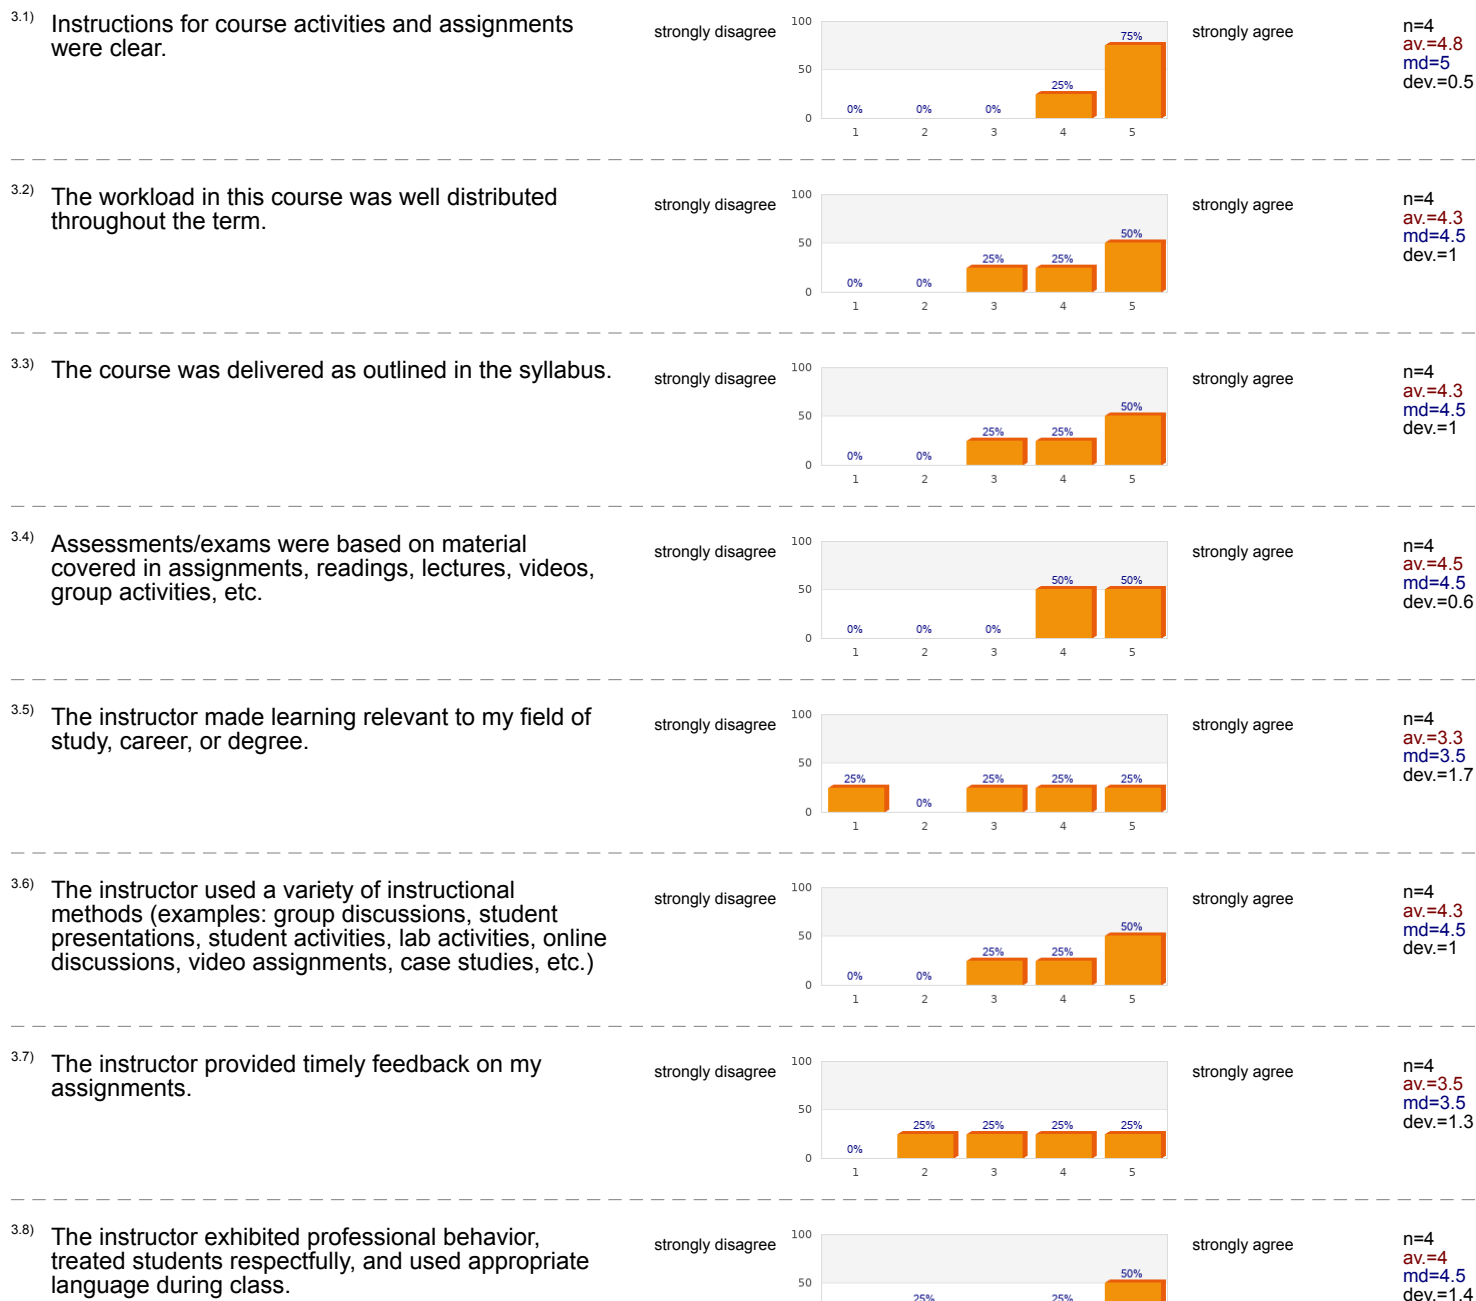 3.1) Instructions for course activities and assignments
were clear.
strongly disagree
100
50
0
0%
0%
0%
25%
75%
1 2 3 4 5
strongly agree
n=4
av.=4.8
md=5
dev.=0.5
3.2) The workload in this course was well distributed
throughout the term.
strongly disagree
100
50
0
0%
0%
25%
25%
50%
1 2 3 4 5
strongly agree
n=4
av.=4.3
md=4.5
dev.=1
3.3) The course was delivered as outlined in the syllabus.
strongly disagree
100
50
0
0%
0%
25%
25%
50%
1 2 3 4 5
strongly agree
n=4
av.=4.3
md=4.5
dev.=1
3.4) Assessments/exams were based on material
covered in assignments, readings, lectures, videos,
group activities, etc.
strongly disagree
100
50
0
0%
0%
0%
50%
50%
1 2 3 4 5
strongly agree
n=4
av.=4.5
md=4.5
dev.=0.6
3.5) The instructor made learning relevant to my field of
study, career, or degree.
strongly disagree
100
50
0
25%
0%
25%
25%
25%
1 2 3 4 5
strongly agree
n=4
av.=3.3
md=3.5
dev.=1.7
3.6) The instructor used a variety of instructional
methods (examples: group discussions, student
presentations, student activities, lab activities, online
discussions, video assignments, case studies, etc.)
strongly disagree
100
50
0
0%
0%
25%
25%
50%
1 2 3 4 5
strongly agree
n=4
av.=4.3
md=4.5
dev.=1
3.7) The instructor provided timely feedback on my
assignments.
strongly disagree
100
50
0
0%
25%
25%
25%
25%
1 2 3 4 5
strongly agree
n=4
av.=3.5
md=3.5
dev.=1.3
3.8) The instructor exhibited professional behavior,
treated students respectfully, and used appropriate
language during class.
strongly disagree
100
50
25%
25%
50%
strongly agree
n=4
av.=4
md=4.5
dev.=1.4